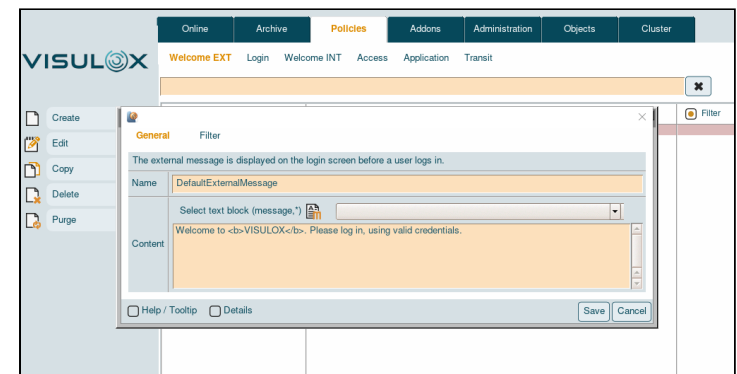 Online Archive Policies Addons Administration Objects Cluster
VISULOX
Welcome EXT Login Welcome INT Access Application Transit
Create
Edit
Copy
Delete
Purge
Filter
General Filter
The external message is displayed on the login screen before a user logs in.
Name DefaultExternalMessage
Select text block (message,*)
Content
Welcome to <b>VISULOX</b>. Please log in, using valid credentials.
Help / Tooltip Details Save Cancel